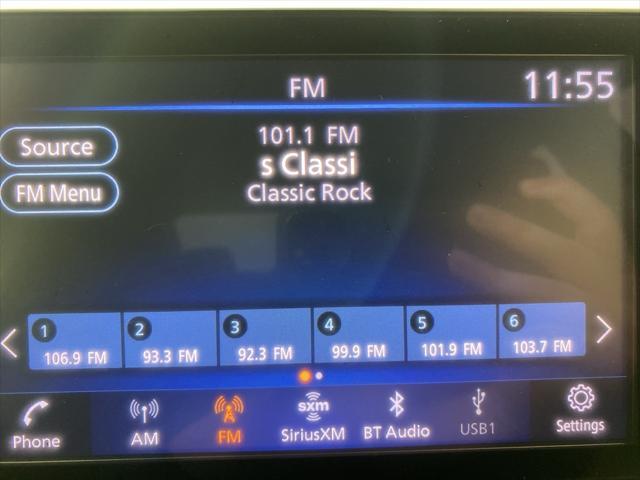 FM 11:55
101.1 FM
Source
s Classi
FM Menu
Classic Rock
1 2 3 4 5 6
106.9 FM 93.3 FM 92.3 FM 99.9 FM 101.9 FM 103.7 FM
sxm
Phone AM FM SiriusXM BT Audio USB1 Settings